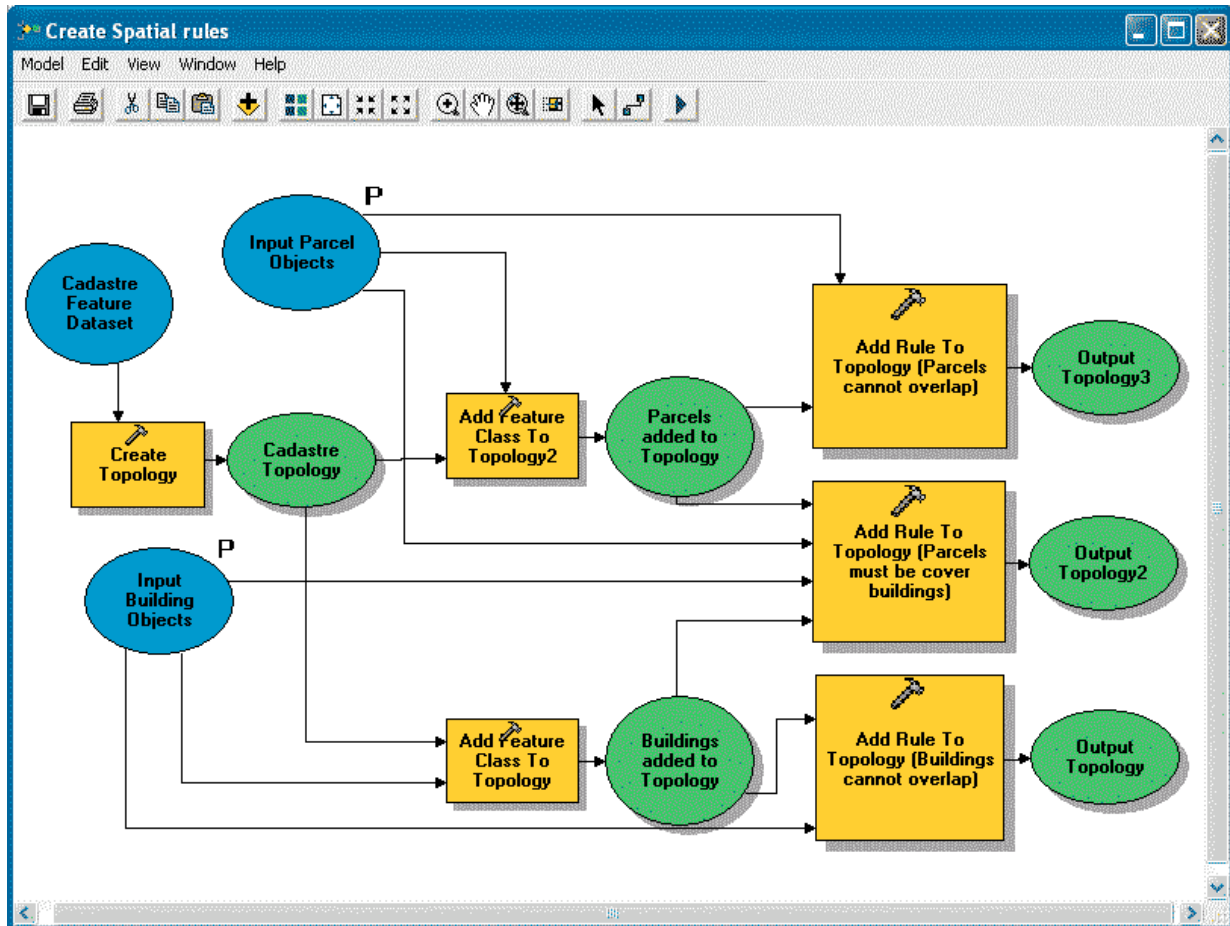 Create Spatial rules
Model Edit View Window Help
P
Input Parcel
Objects
Cadastre
Feature
Dataset
Add Rule To
Topology (Parcels
cannot overlap)
Output
Topology3
Create
Topology
Cadastre
Topology
Add Feature
Class To
Topology2
Parcels
added to
Topology
Add Rule To
Topology (Parcels
must be cover
buildings)
Output
Topology2
P
Input
Building
Objects
Add Feature
Class To
Topology
Buildings
added to
Topology
Add Rule To
Topology (Buildings
cannot overlap)
Output
Topology